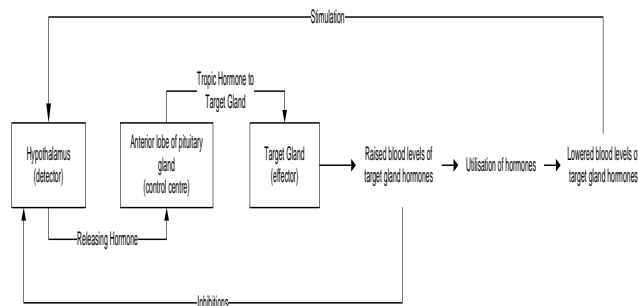 Stimulation
Tropic Hormone to
Target Gland
Hypothalamus
(detector)
Anterior lobe of pituitary
gland
(control centre)
Target Gland
(effector)
Raised blood levels of
target gland hormones
Utilisation of hormones
Lowered blood levels of
target gland hormones
Releasing Hormone
Inhibitions